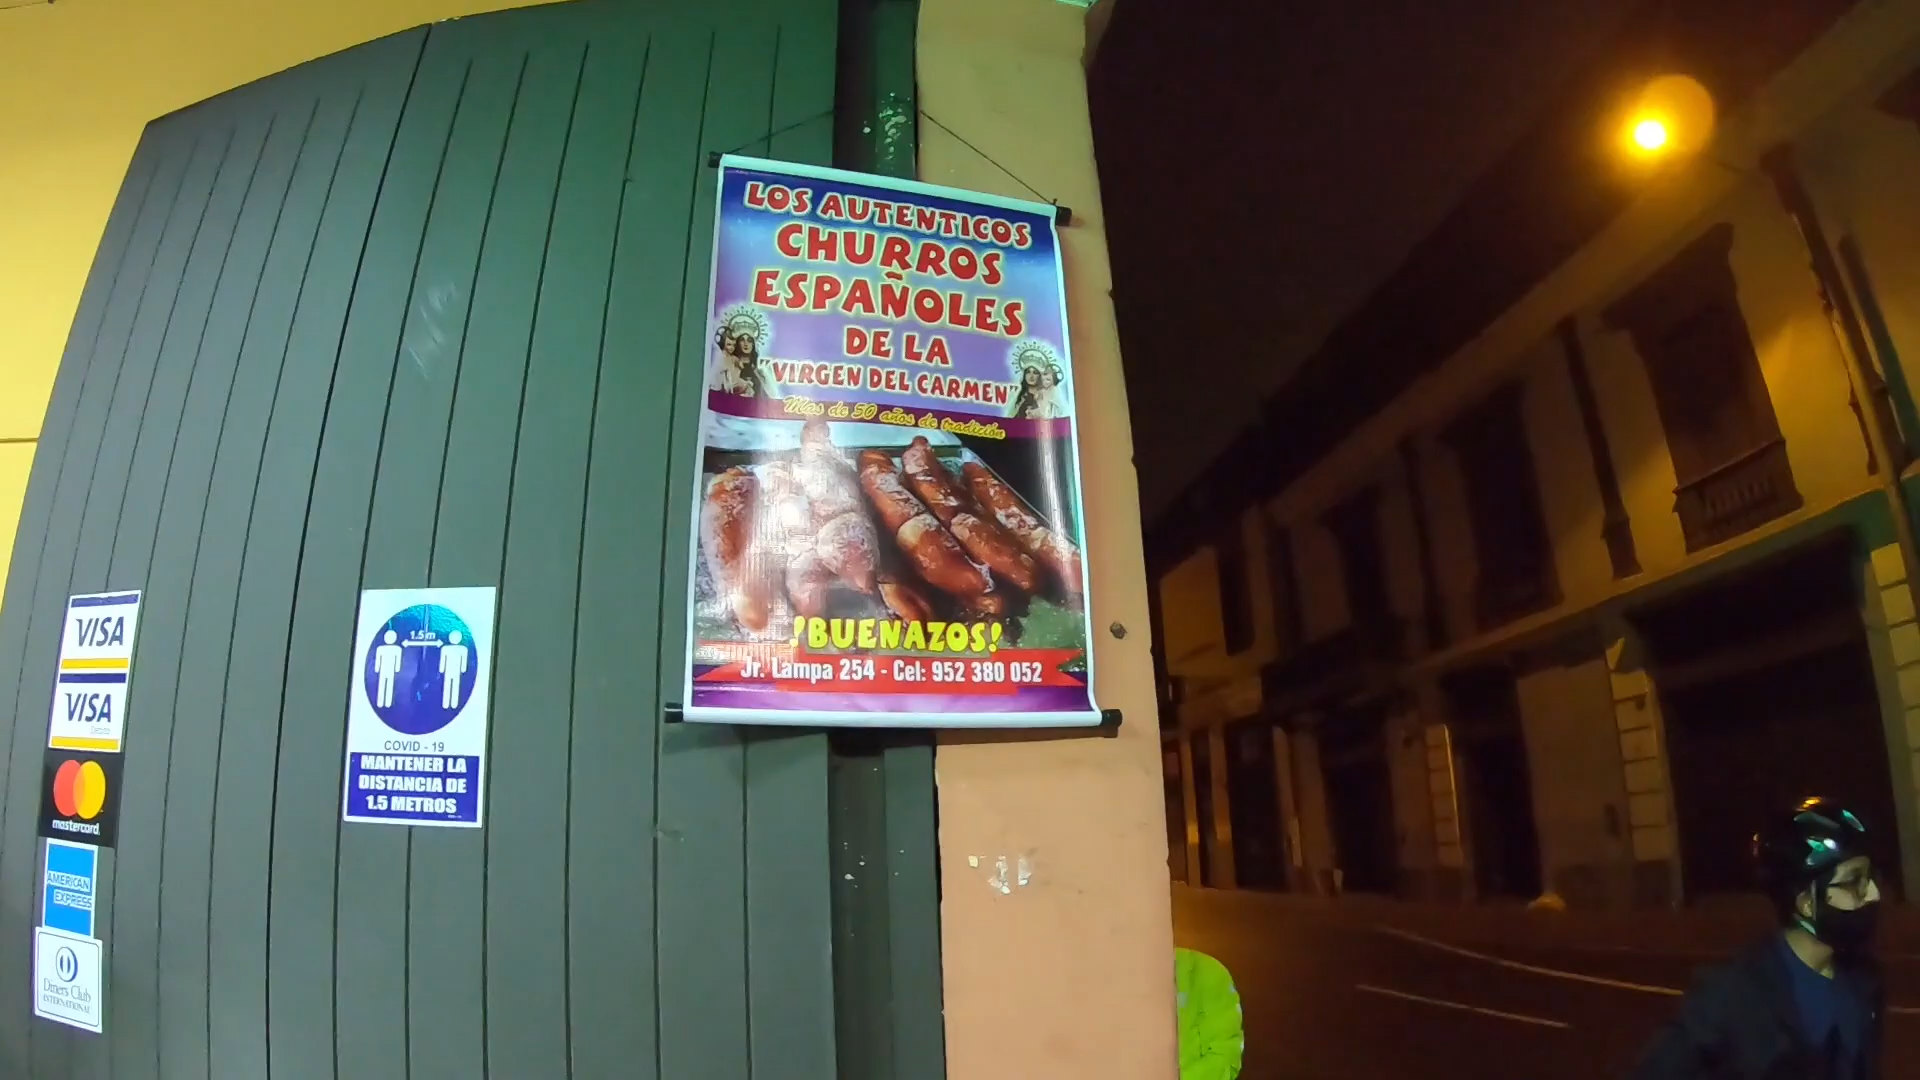 LOS AUTENTICOS
CHURROS
ESPAÑOLES
DE LA
"VIRGEN DEL CARMEN"
Mas de 50 años de tradición
!BUENAZOS!
Jr. Lampa 254 - Cel: 952 380 052
VISA
VISA
mastercard.
AMERICAN
EXPRESS
Diners Club
INTERNATIONAL
1.5 m
COVID - 19
MANTENER LA
DISTANCIA DE
1.5 METROS